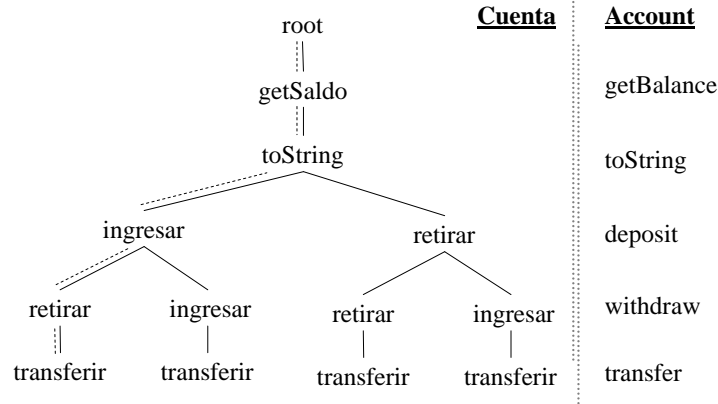 root Cuenta Account
getSaldo getBalance
toString toString
ingresar retirar deposit
retirar ingresar retirar ingresar withdraw
transferir transferir transferir transferir transfer